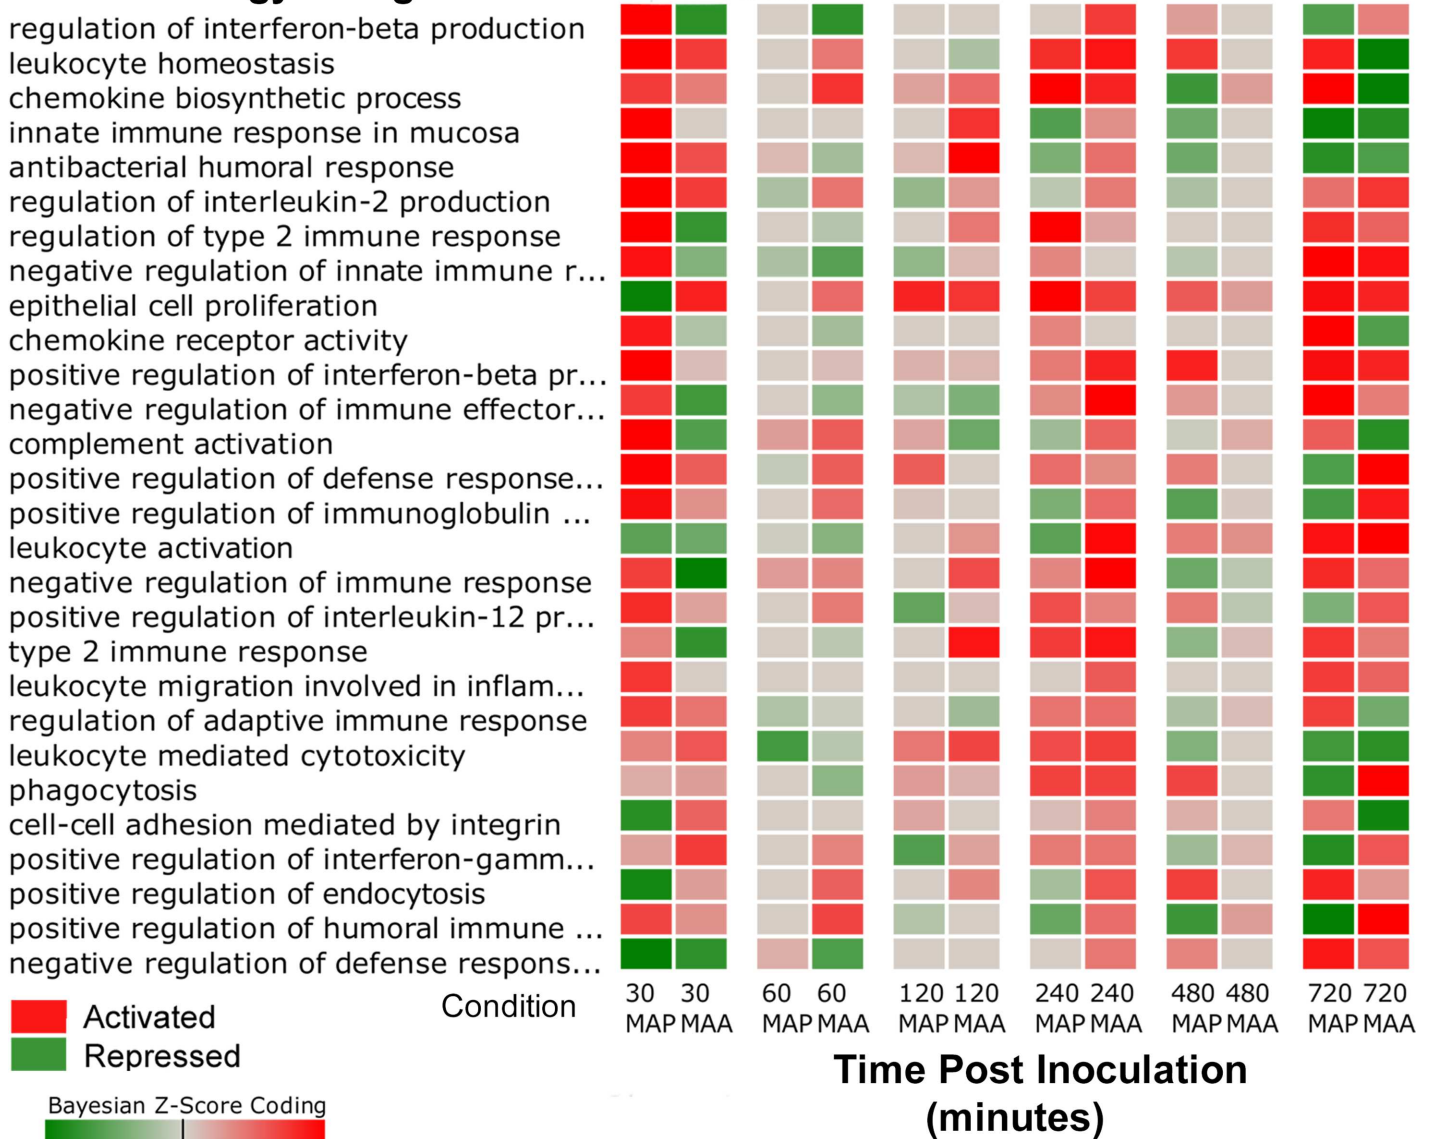 regulation of interferon-beta production
leukocyte homeostasis
chemokine biosynthetic process
innate immune response in mucosa
antibacterial humoral response
regulation of interleukin-2 production
regulation of type 2 immune response
negative regulation of innate immune r...
epithelial cell proliferation
chemokine receptor activity
positive regulation of interferon-beta pr...
negative regulation of immune effector...
complement activation
positive regulation of defense response...
positive regulation of immunoglobulin ...
leukocyte activation
negative regulation of immune response
positive regulation of interleukin-12 pr...
type 2 immune response
leukocyte migration involved in inflam...
regulation of adaptive immune response
leukocyte mediated cytotoxicity
phagocytosis
cell-cell adhesion mediated by integrin
positive regulation of interferon-gamm...
positive regulation of endocytosis
positive regulation of humoral immune ...
negative regulation of defense respons...
Condition 30 30 60 60 120 120 240 240 480 480 720 720
MAP MAA MAP MAA MAP MAA MAP MAA MAP MAA MAP MAA
Activated
Repressed
Time Post Inoculation
(minutes)
Bayesian Z-Score Coding